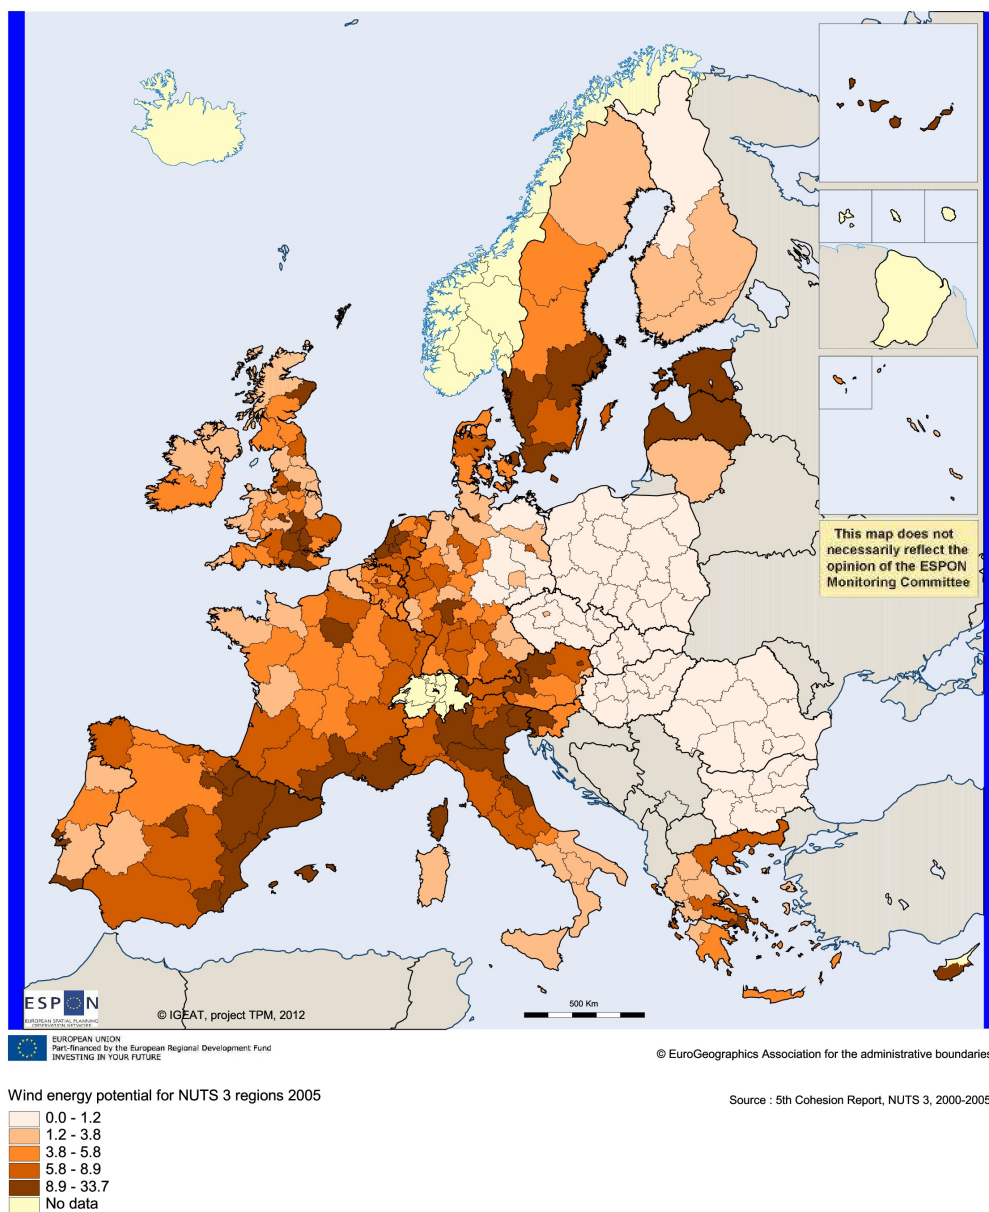 This map does not
necessarily reflect the
opinion of the ESPON
Monitoring Committee
ESPON
EUROPEAN SPATIAL PLANNING
OBSERVATION NETWORK
© IGEAT, project TPM, 2012
500 Km
EUROPEAN UNION
Part-financed by the European Regional Development Fund
INVESTING IN YOUR FUTURE
© EuroGeographics Association for the administrative boundaries
Wind energy potential for NUTS 3 regions 2005
Source : 5th Cohesion Report, NUTS 3, 2000-2005
0.0 - 1.2
1.2 - 3.8
3.8 - 5.8
5.8 - 8.9
8.9 - 33.7
No data